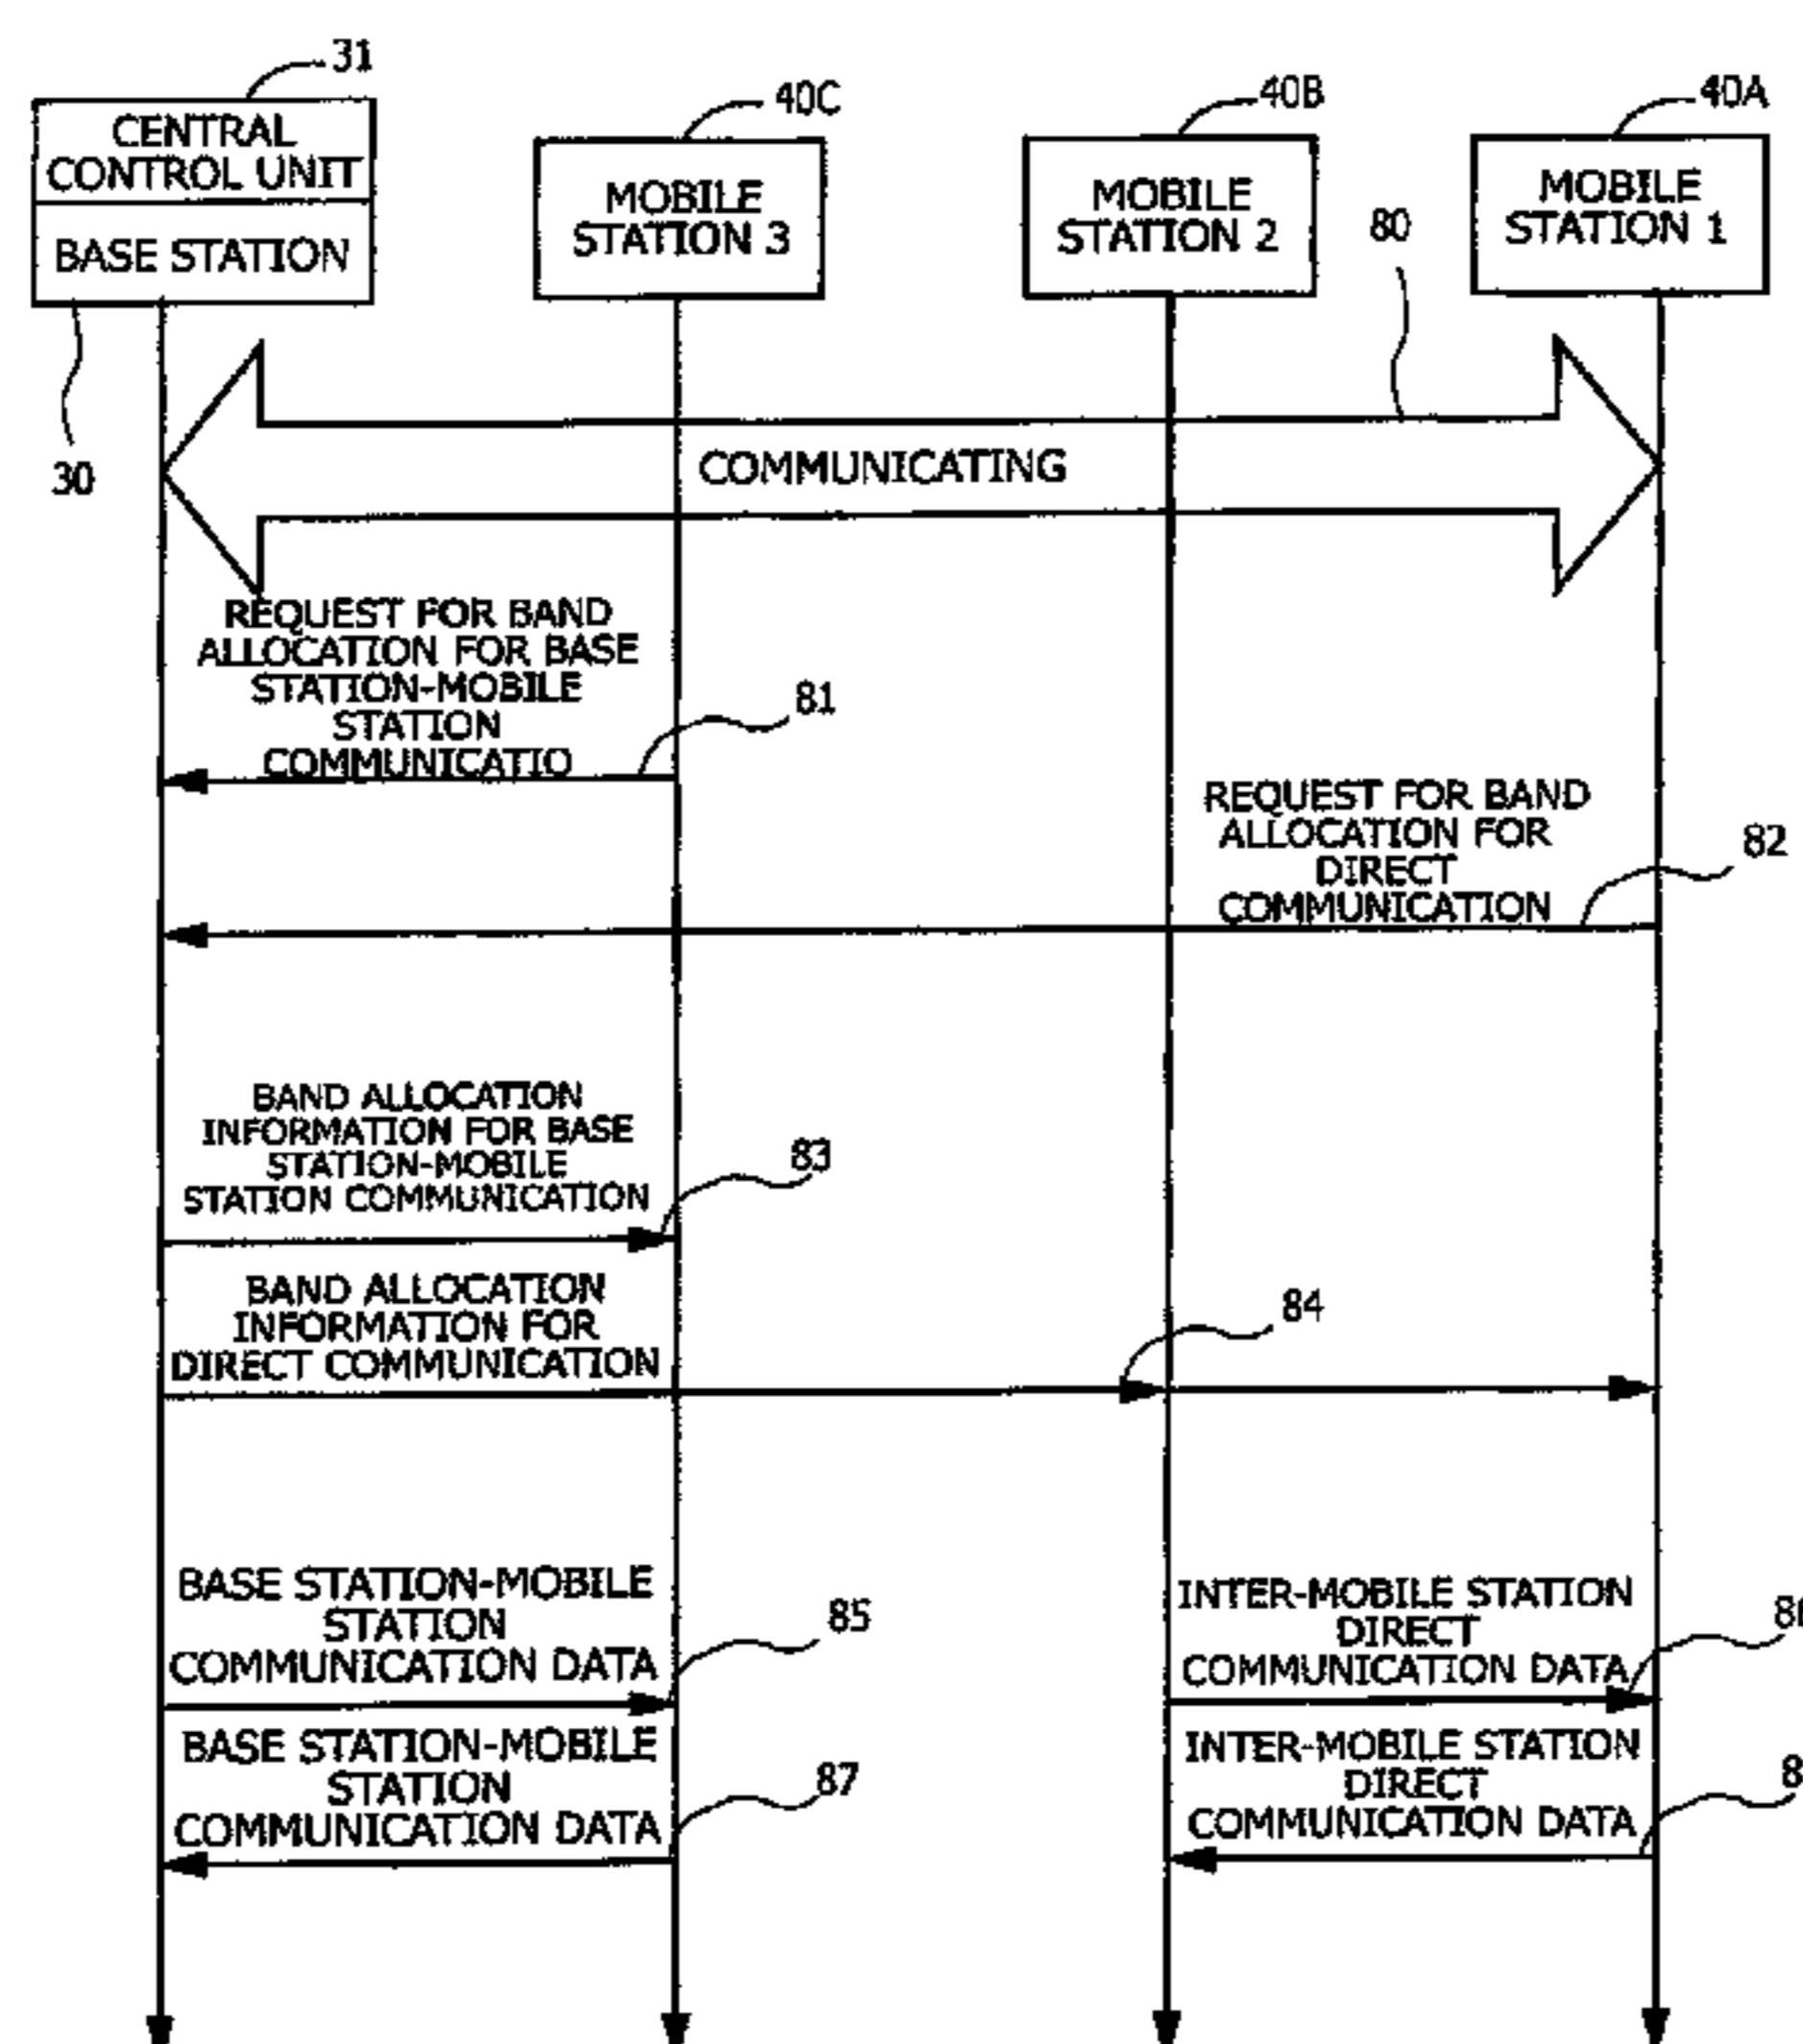 31
CENTRAL
CONTROL UNIT
BASE STATION
30
40C
MOBILE
STATION 3
40B
MOBILE
STATION 2
40A
MOBILE
STATION 1
80
COMMUNICATING
REQUEST FOR BAND
ALLOCATION FOR BASE
STATION-MOBILE
STATION
COMMUNICATIO
81
REQUEST FOR BAND
ALLOCATION FOR
DIRECT
COMMUNICATION
82
BAND ALLOCATION
INFORMATION FOR BASE
STATION-MOBILE
STATION COMMUNICATION
83
BAND ALLOCATION
INFORMATION FOR
DIRECT COMMUNICATION
84
BASE STATION-MOBILE
STATION
COMMUNICATION DATA
85
INTER-MOBILE STATION
DIRECT
COMMUNICATION DATA
BASE STATION-MOBILE
STATION
COMMUNICATION DATA
87
INTER-MOBILE STATION
DIRECT
COMMUNICATION DATA